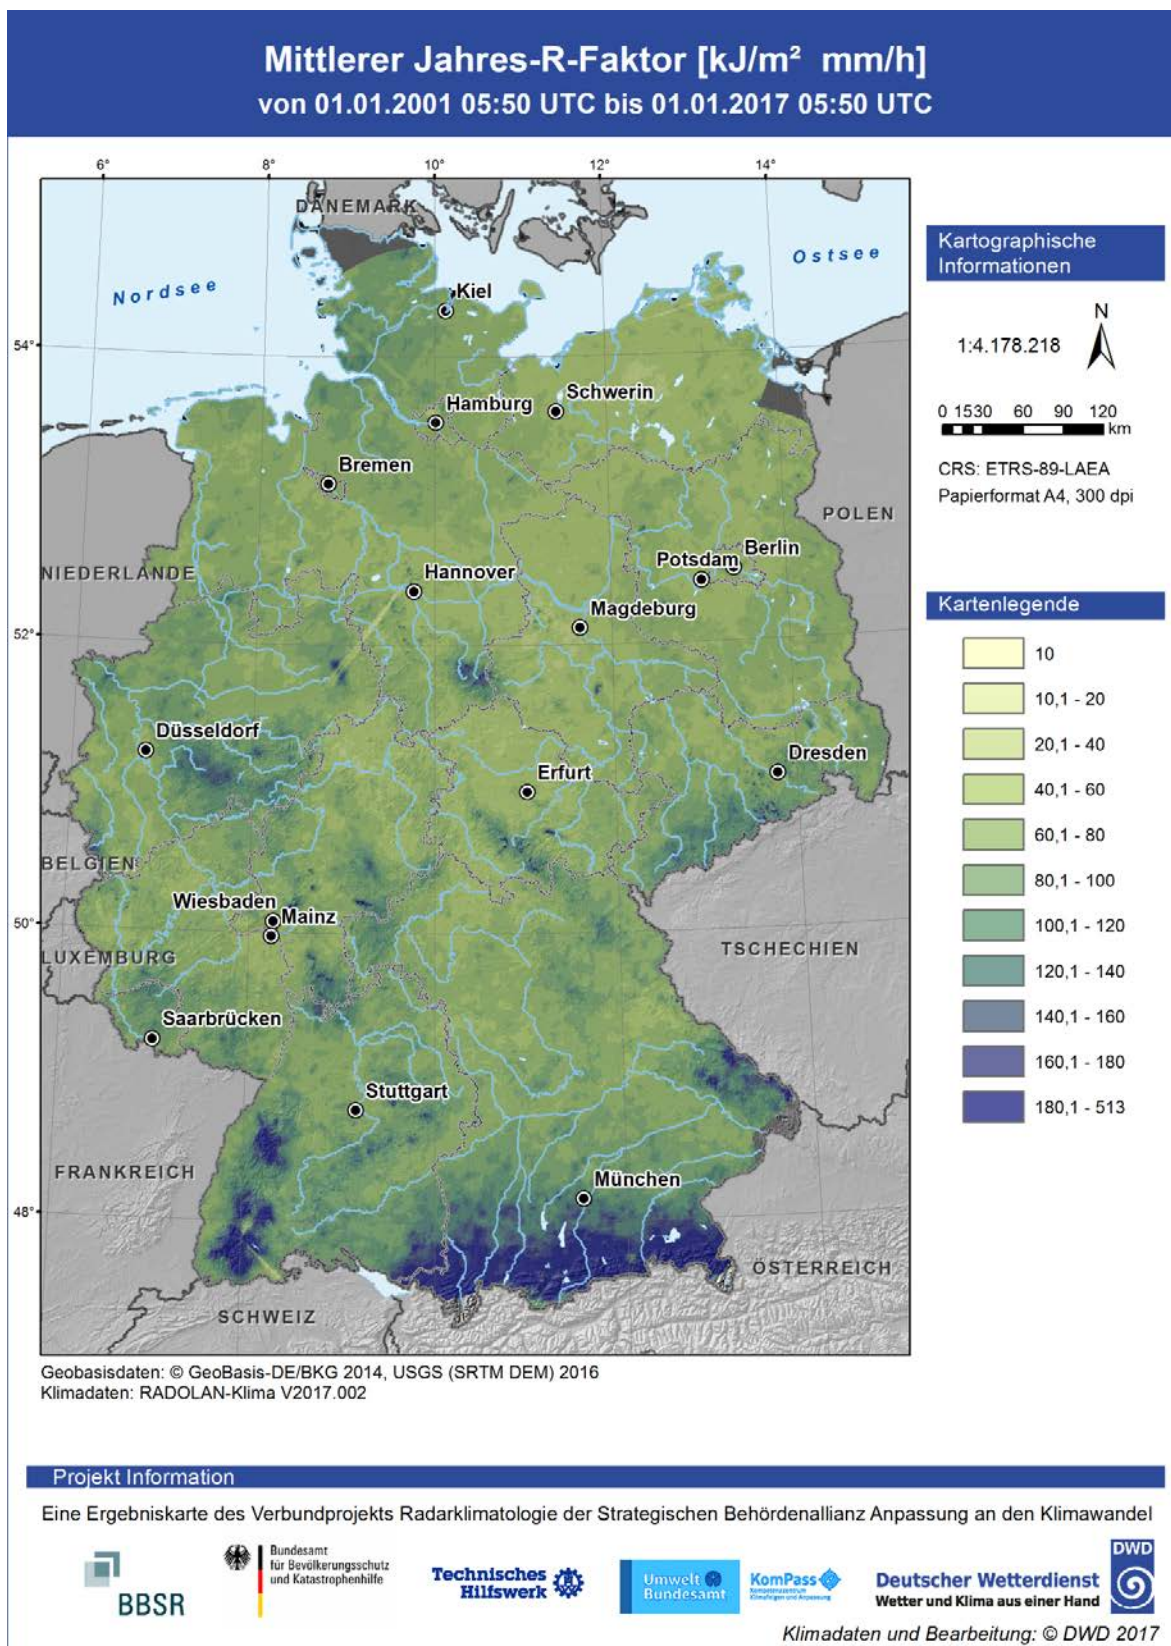 Mittlerer Jahres-R-Faktor [kJ/m² mm/h]
von 01.01.2001 05:50 UTC bis 01.01.2017 05:50 UTC
6° 8° 10° 12° 14°
54°
52°
50°
48°
DÄNEMARK
Nordsee
Ostsee
Kiel
Hamburg
Schwerin
Bremen
POLEN
Berlin
Potsdam
NIEDERLANDE
Hannover
Magdeburg
Düsseldorf
Dresden
Erfurt
BELGIEN
Wiesbaden
Mainz
LUXEMBURG
TSCHECHIEN
Saarbrücken
Stuttgart
FRANKREICH
München
ÖSTERREICH
SCHWEIZ
Kartographische
Informationen
N
1:4.178.218
0 1530 60 90 120
km
CRS: ETRS-89-LAEA
Papierformat A4, 300 dpi
Kartenlegende
10
10,1 - 20
20,1 - 40
40,1 - 60
60,1 - 80
80,1 - 100
100,1 - 120
120,1 - 140
140,1 - 160
160,1 - 180
180,1 - 513
Geobasisdaten: © GeoBasis-DE/BKG 2014, USGS (SRTM DEM) 2016
Klimadaten: RADOLAN-Klima V2017.002
Projekt Information
Eine Ergebniskarte des Verbundprojekts Radarklimatologie der Strategischen Behördenallianz Anpassung an den Klimawandel
BBSR
Bundesamt
für Bevölkerungsschutz
und Katastrophenhilfe
Technisches
Hilfswerk
Umwelt
Bundesamt
KomPass
Kompetenzzentrum
Klimafolgen und Anpassung
Deutscher Wetterdienst
Wetter und Klima aus einer Hand
DWD
Klimadaten und Bearbeitung: © DWD 2017